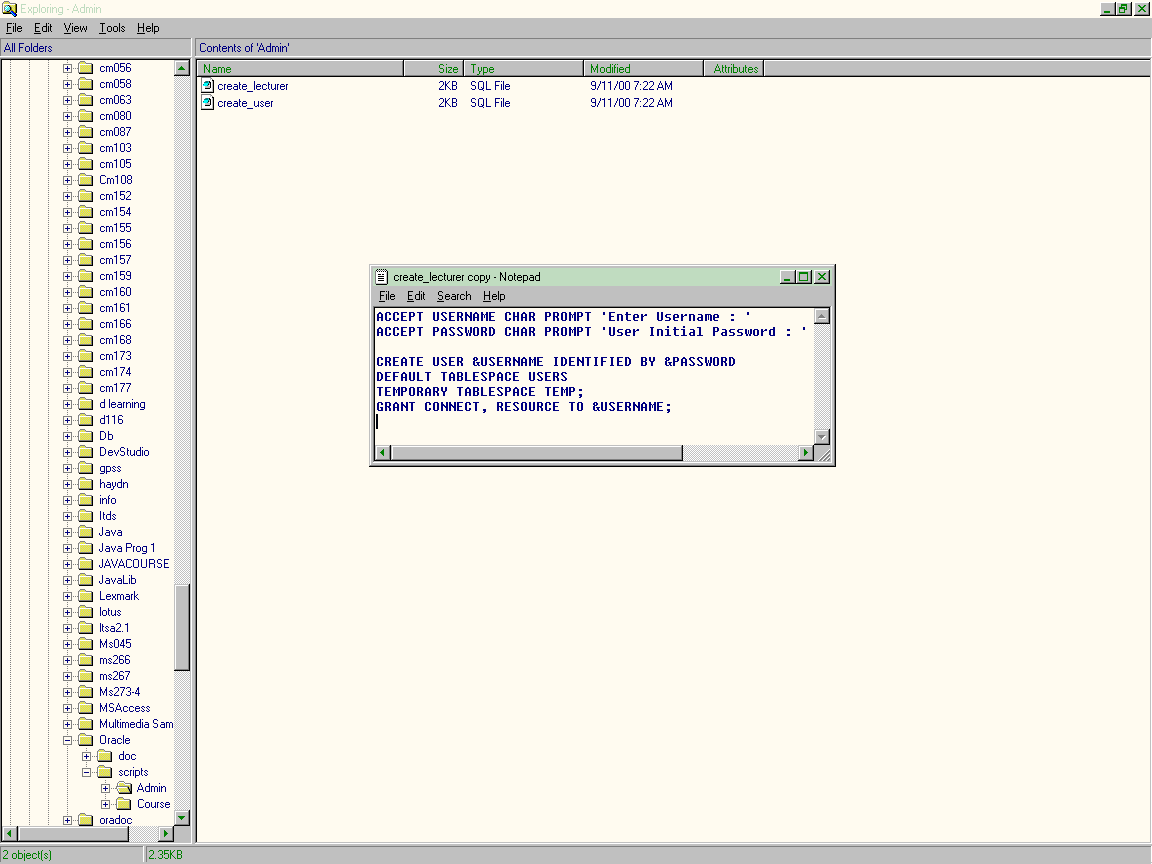 Exploring - Admin
File Edit View Tools Help
All Folders
Contents of 'Admin'
cm056
cm058
cm063
cm080
cm087
cm103
cm105
Cm108
cm152
cm154
cm155
cm156
cm157
cm159
cm160
cm161
cm166
cm168
cm173
cm174
cm177
d learning
d116
Db
DevStudio
gpss
haydn
info
Itds
Java
Java Prog 1
JAVACOURSE
JavaLib
Lexmark
lotus
ltsa2.1
Ms045
ms266
ms267
Ms273-4
MSAccess
Multimedia Sam
Oracle
doc
scripts
Admin
Course
oradoc
Name Size Type Modified Attributes
create_lecturer 2KB SQL File 9/11/00 7:22 AM
create_user 2KB SQL File 9/11/00 7:22 AM
create_lecturer copy - Notepad
File Edit Search Help
ACCEPT USERNAME CHAR PROMPT 'Enter Username : '
ACCEPT PASSWORD CHAR PROMPT 'User Initial Password : '
CREATE USER &USERNAME IDENTIFIED BY &PASSWORD
DEFAULT TABLESPACE USERS
TEMPORARY TABLESPACE TEMP;
GRANT CONNECT, RESOURCE TO &USERNAME;
2 object(s)
2.35KB